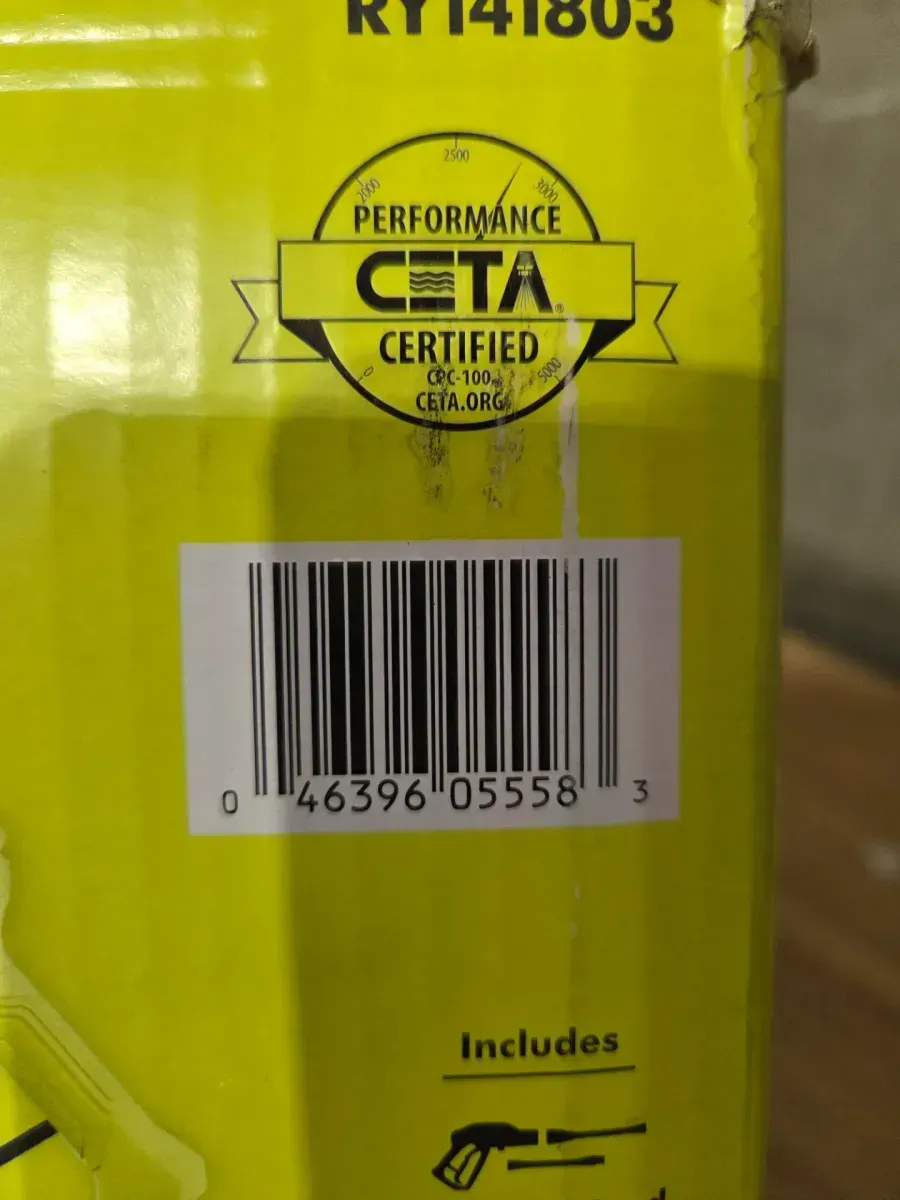 RY141803
2500
2000 3000
PERFORMANCE
CETA®
CERTIFIED
0 CPC-100 5000
CETA.ORG
0 46396 05558 3
Includes